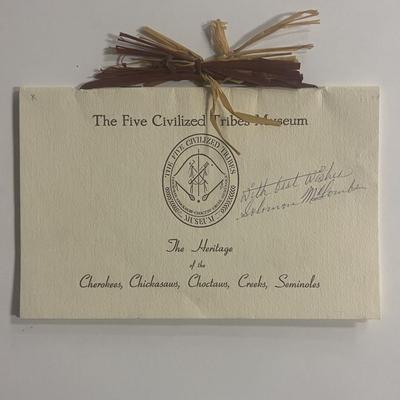 The Five Civilized Tribes Museum
THE FIVE CIVILIZED TRIBES
MUSEUM
With best wishes
Solomon McCombs
The Heritage
of the
Cherokees, Chickasaws, Choctaws, Creeks, Seminoles